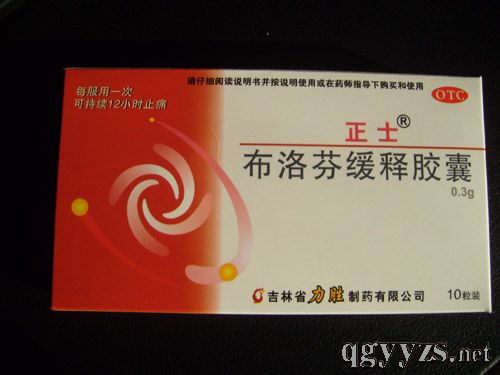 请仔细阅读说明书并按说明使用或在药师指导下购买和使用
OTC
每服用一次
可持续12小时止痛
正士®
布洛芬缓释胶囊
0.3g
吉林省力胜制药有限公司
10粒装
qgyyzs.net